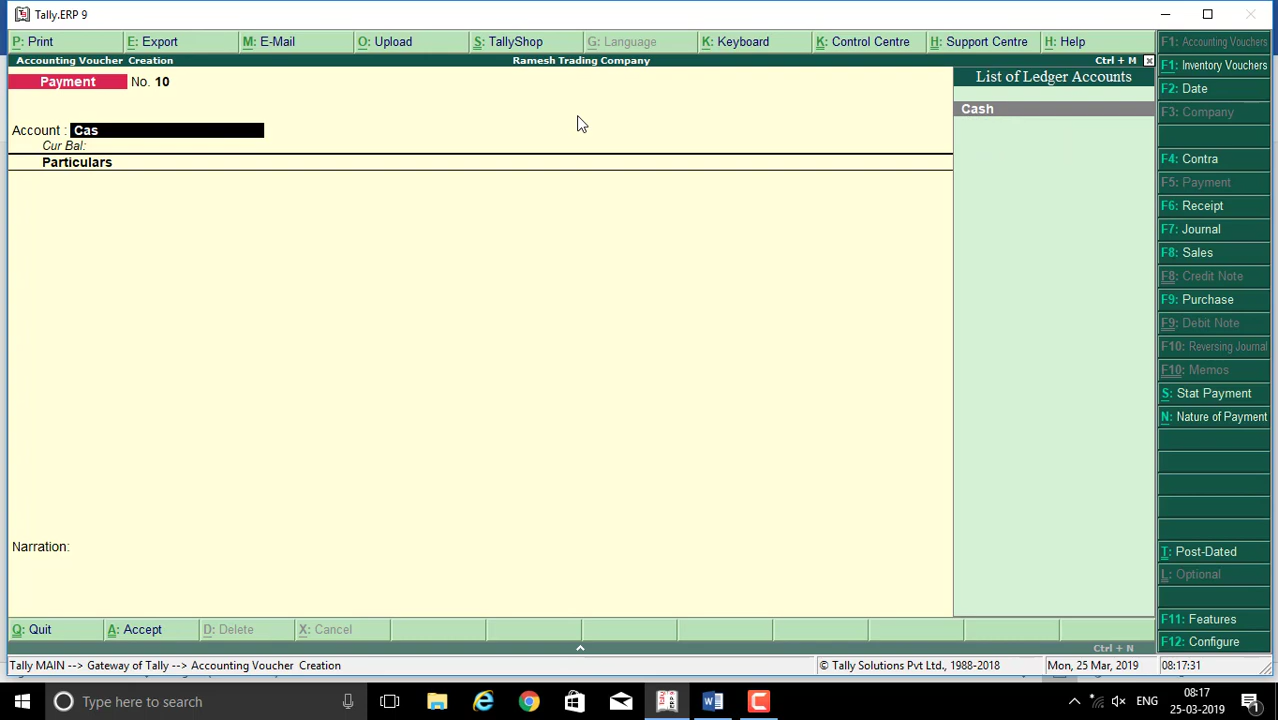 Tally.ERP 9
P: Print E: Export M: E-Mail O: Upload S: TallyShop G: Language K: Keyboard K: Control Centre H: Support Centre H: Help
Accounting Voucher Creation Ramesh Trading Company Ctrl + M
Payment No. 10
Account : Cas
Cur Bal:
Particulars
Narration:
List of Ledger Accounts
Cash
F1: Accounting Vouchers
F1: Inventory Vouchers
F2: Date
F3: Company
F4: Contra
F5: Payment
F6: Receipt
F7: Journal
F8: Sales
F8: Credit Note
F9: Purchase
F9: Debit Note
F10: Reversing Journal
F10: Memos
S: Stat Payment
N: Nature of Payment
T: Post-Dated
L: Optional
F11: Features
F12: Configure
Q: Quit A: Accept D: Delete X: Cancel
Ctrl + N
Tally MAIN --> Gateway of Tally --> Accounting Voucher Creation © Tally Solutions Pvt Ltd., 1988-2018 Mon, 25 Mar, 2019 08:17:31
Type here to search ENG 08:17
25-03-2019 1